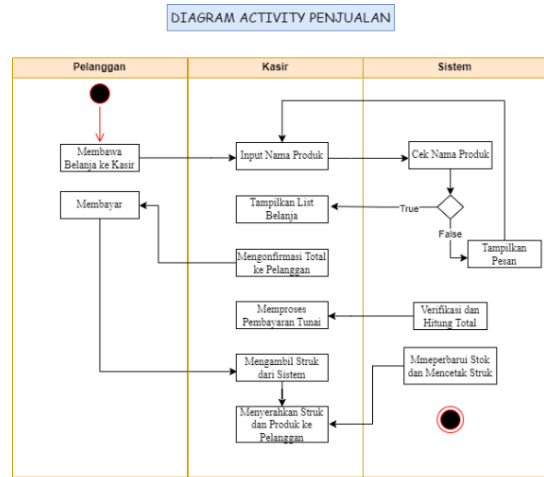 DIAGRAM ACTIVITY PENJUALAN
Pelanggan
Kasir
Sistem
Membawa
Belanja ke Kasir
Input Nama Produk
Cek Nama Produk
Membayar
Tampilkan List
Belanja
True
False
Tampilkan
Pesan
Mengonfirmasi Total
ke Pelanggan
Memproses
Pembayaran Tunai
Verifikasi dan
Hitung Total
Mengambil Struk
dari Sistem
Mmeperbarui Stok
dan Mencetak Struk
Menyerahkan Struk
dan Produk ke
Pelanggan